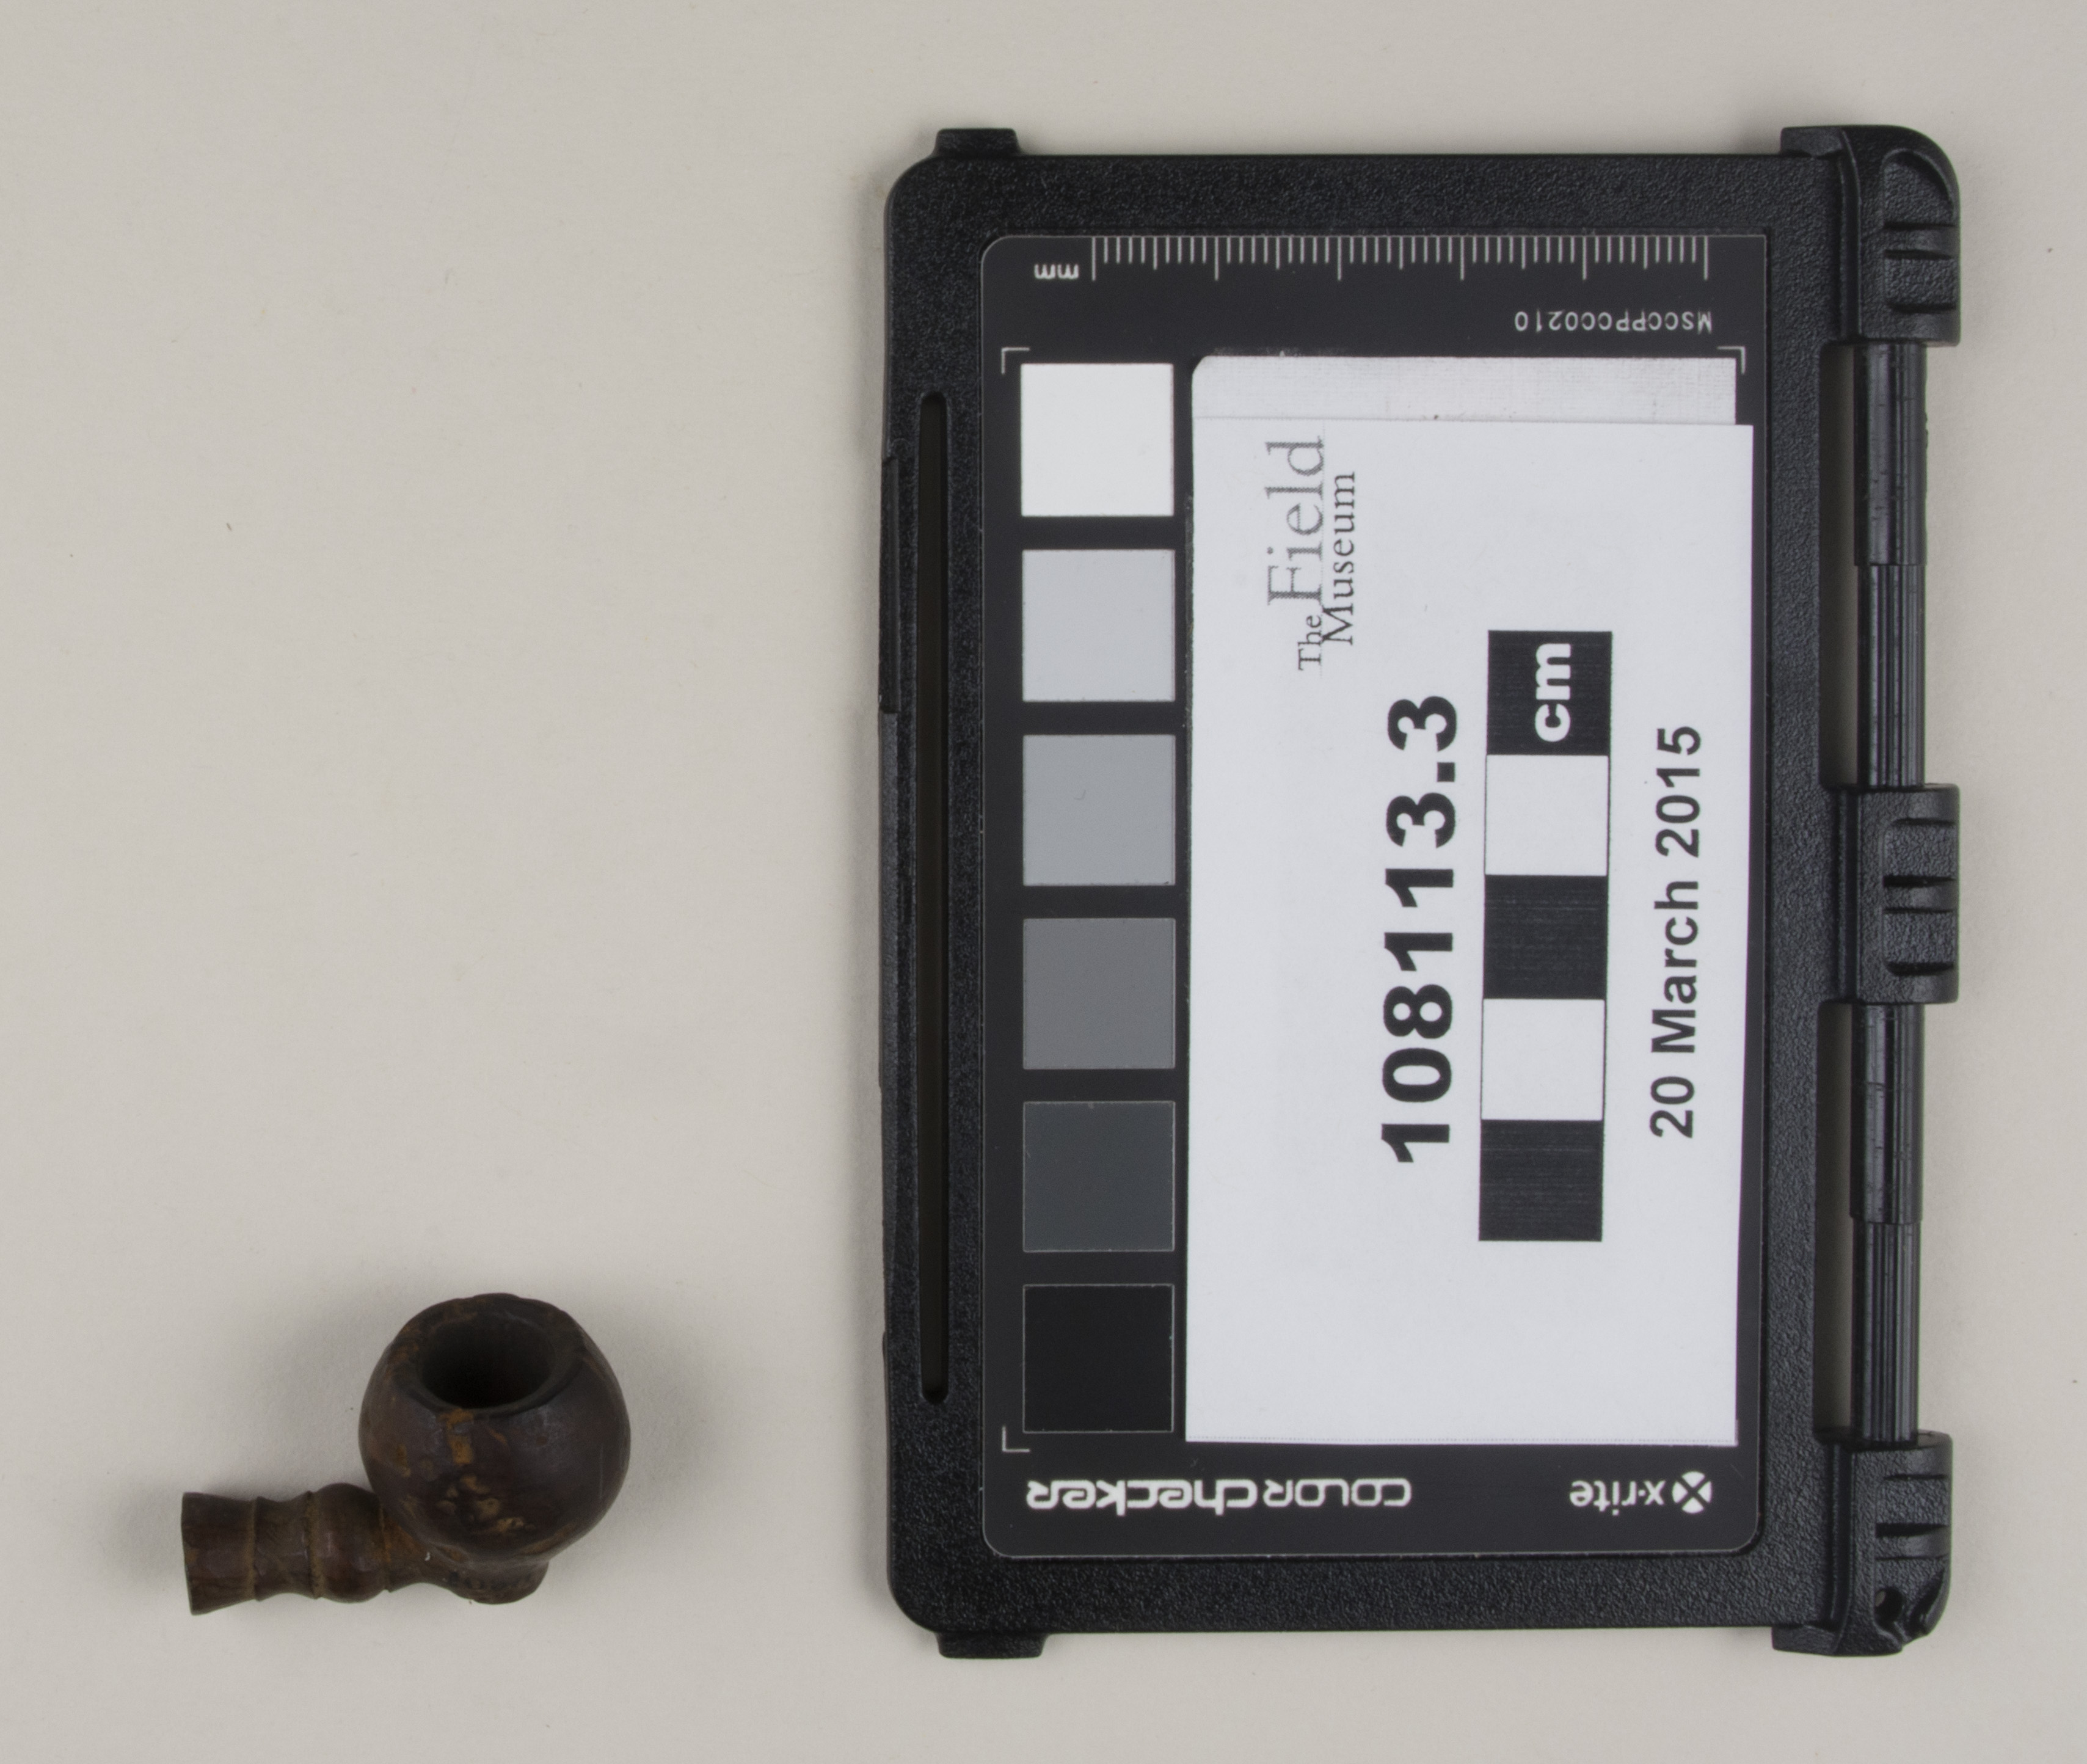 The Field
Museum
108113.3
cm
20 March 2015
mm
MSCCPPCC0210
COLOR checker
x-rite